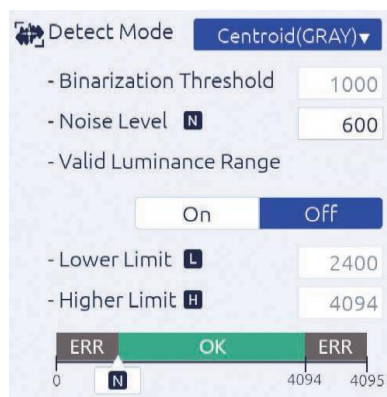 Detect Mode Centroid(GRAY)▼
- Binarization Threshold 1000
- Noise Level N 600
- Valid Luminance Range
On Off
- Lower Limit L 2400
- Higher Limit H 4094
ERR OK ERR
0 N 4094 4095